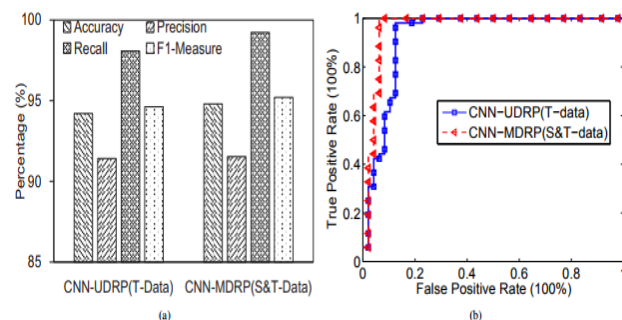 100
95
90
85
Percentage (%)
Accuracy Precision
Recall F1-Measure
CNN-UDRP(T-Data) CNN-MDRP(S&T-Data)
(a)
1
0.8
0.6
0.4
0.2
0
True Positive Rate (100%)
CNN-UDRP(T-data)
CNN-MDRP(S&T-data)
0 0.2 0.4 0.6 0.8 1
False Positive Rate (100%)
(b)